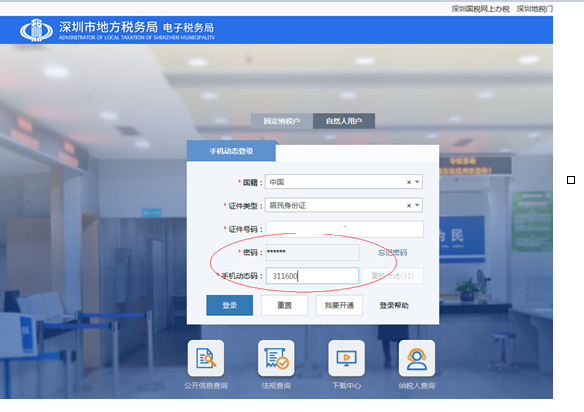 深圳国税网上办税 深圳地税门
深圳市地方税务局 电子税务局
ADMINISTRATOR OF LOCAL TAXATION OF SHENZHEN MUNICIPALITY
固定纳税户 自然人用户
手机动态登录
* 国籍： 中国
* 证件类型： 居民身份证
* 证件号码：
* 密码： ****** 忘记密码
* 手机动态码： 311600 重新发送(31)
登录 重置 我要开通 登录帮助
公开信息查询 法规查询 下载中心 纳税人查询